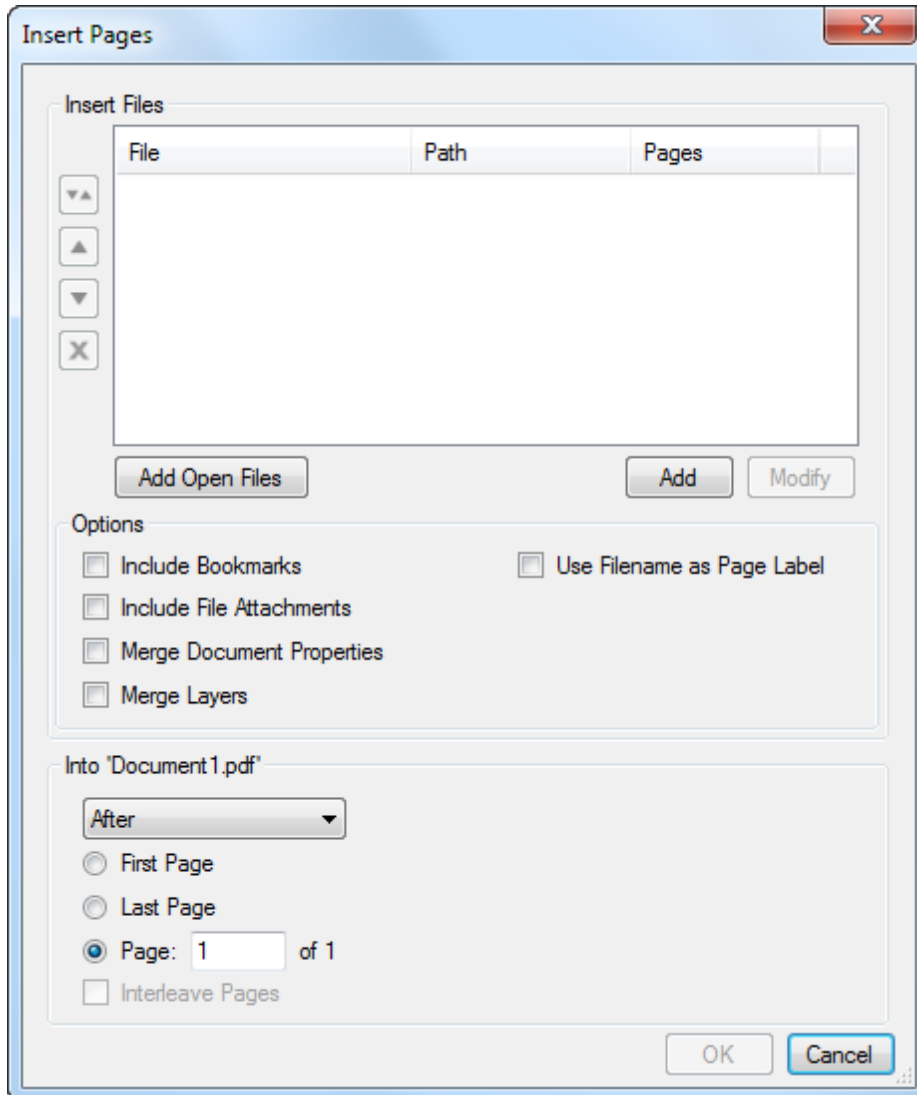 Insert Pages
Insert Files
File Path Pages
Add Open Files Add Modify
Options
Include Bookmarks Use Filename as Page Label
Include File Attachments
Merge Document Properties
Merge Layers
Into 'Document1.pdf'
After
First Page
Last Page
Page: 1 of 1
Interleave Pages
OK Cancel